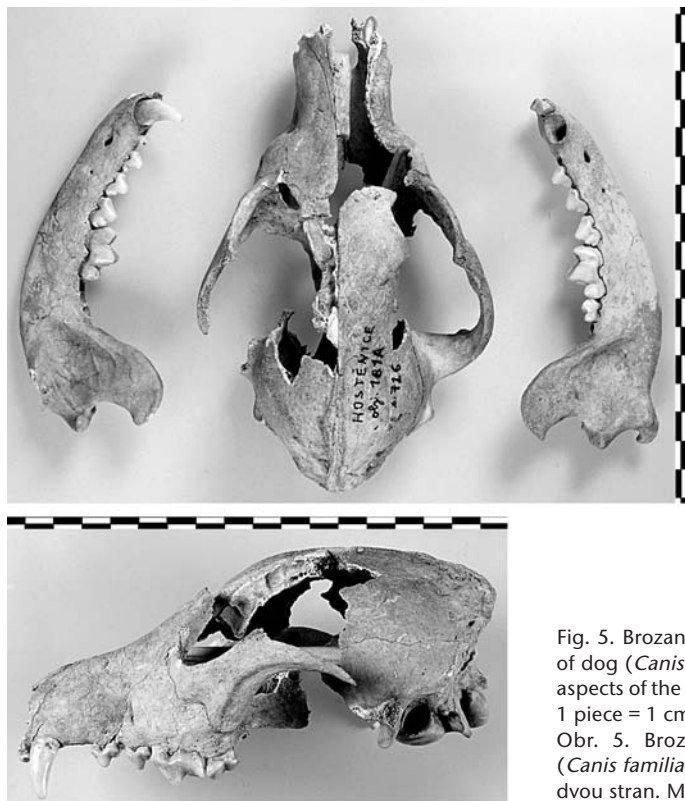 HOSTĚNICE
obj. 181A
726
Fig. 5. Brozan
of dog (Canis
aspects of the
1 piece = 1 cm
Obr. 5. Broz
(Canis familia
dvou stran. M